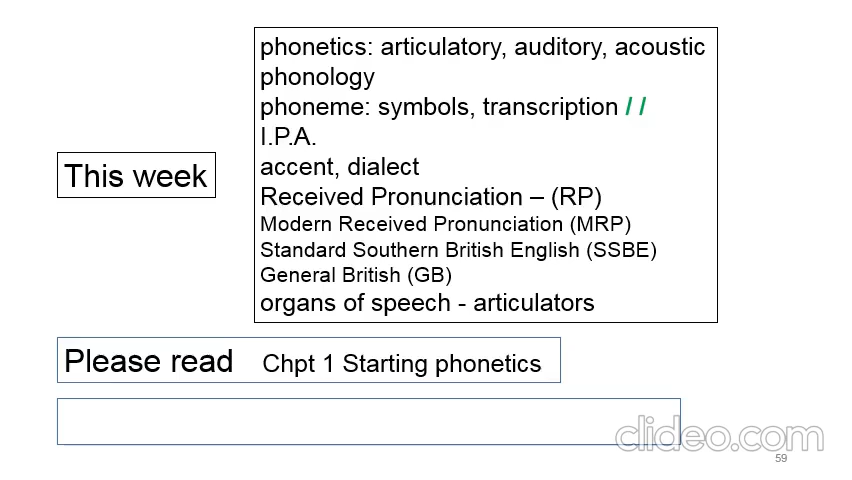 phonetics: articulatory, auditory, acoustic
phonology
phoneme: symbols, transcription / /
I.P.A.
accent, dialect
This week
Received Pronunciation – (RP)
Modern Received Pronunciation (MRP)
Standard Southern British English (SSBE)
General British (GB)
organs of speech - articulators
Please read Chpt 1 Starting phonetics
clideo.com
59